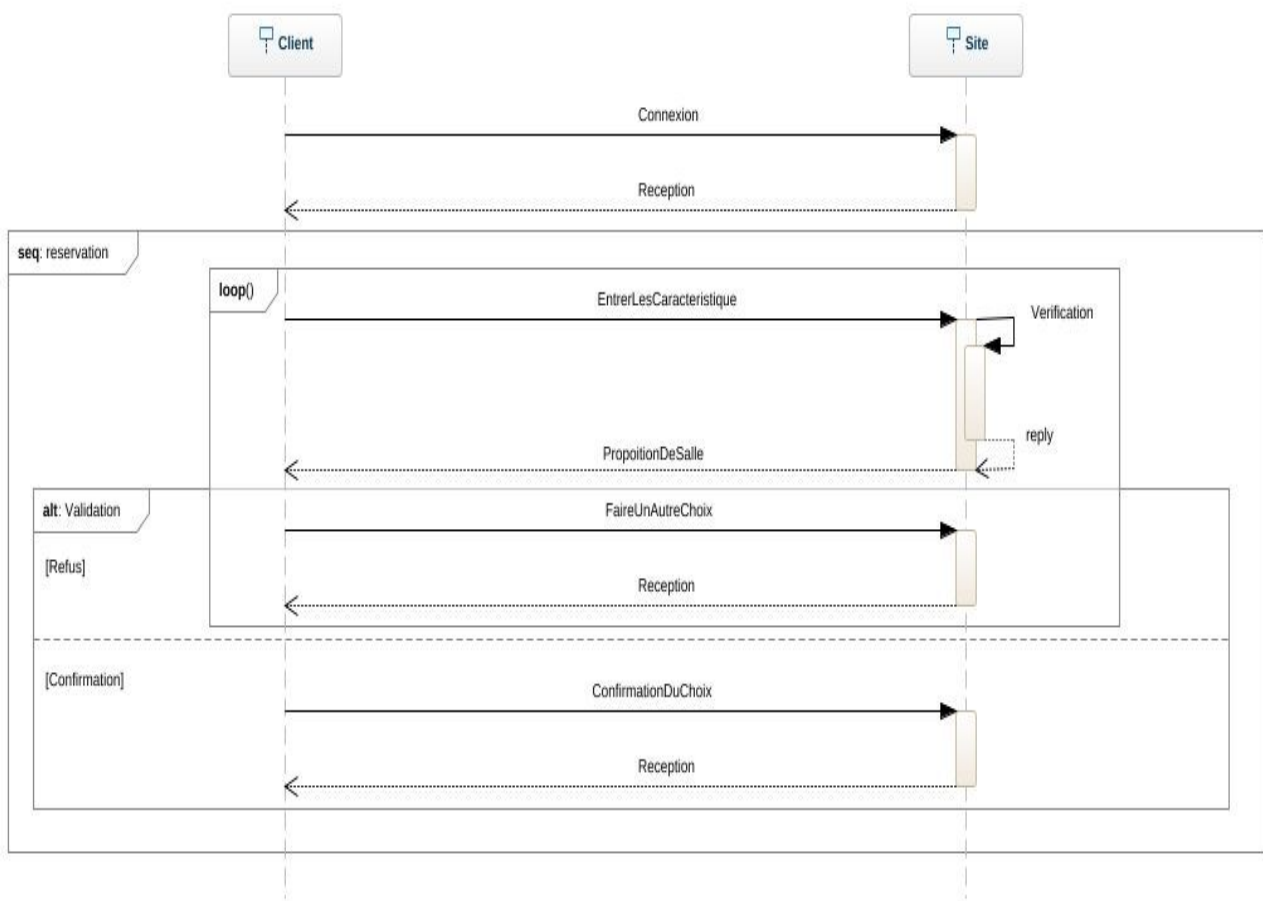 Client
Site
Connexion
Reception
seq: reservation
loop()
EntrerLesCaracteristique
Verification
reply
PropoitionDeSalle
alt: Validation
FaireUnAutreChoix
[Refus]
Reception
[Confirmation]
ConfirmationDuChoix
Reception